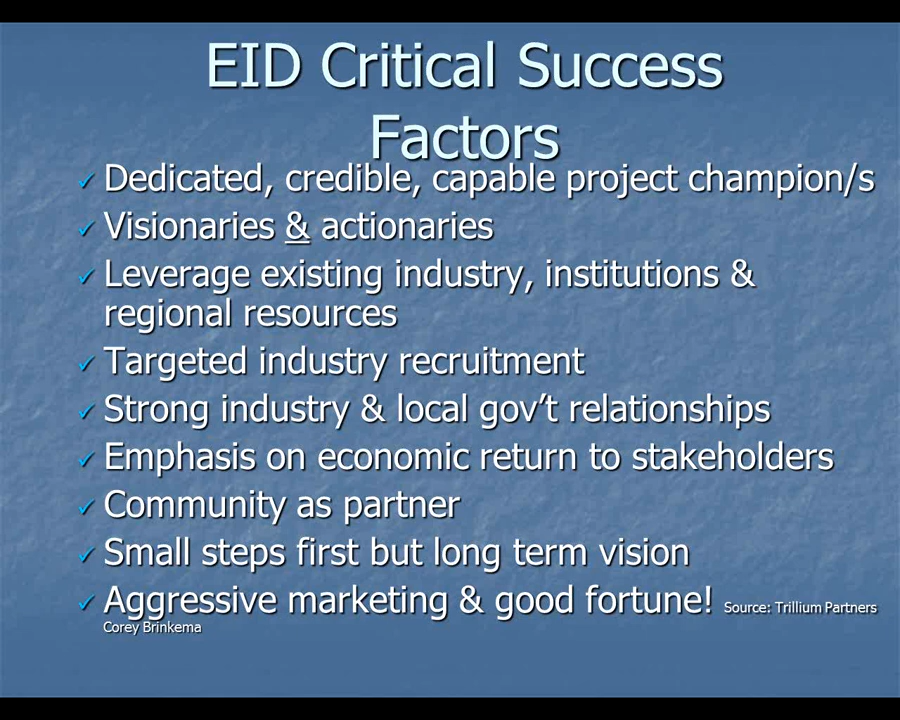 EID Critical Success
Factors
Dedicated, credible, capable project champion/s
Visionaries & actionaries
Leverage existing industry, institutions &
regional resources
Targeted industry recruitment
Strong industry & local gov’t relationships
Emphasis on economic return to stakeholders
Community as partner
Small steps first but long term vision
Aggressive marketing & good fortune! Source: Trillium Partners
Corey Brinkema